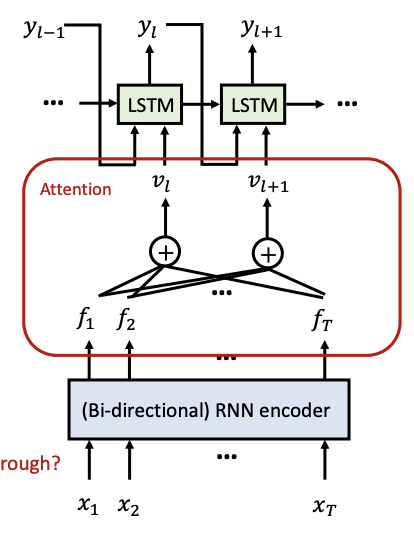 y_{l-1} y_l y_{l+1}
... LSTM LSTM ...
Attention
v_l v_{l+1}
+ +
...
f_1 f_2 f_T
...
(Bi-directional) RNN encoder
rough?
...
x_1 x_2 x_T